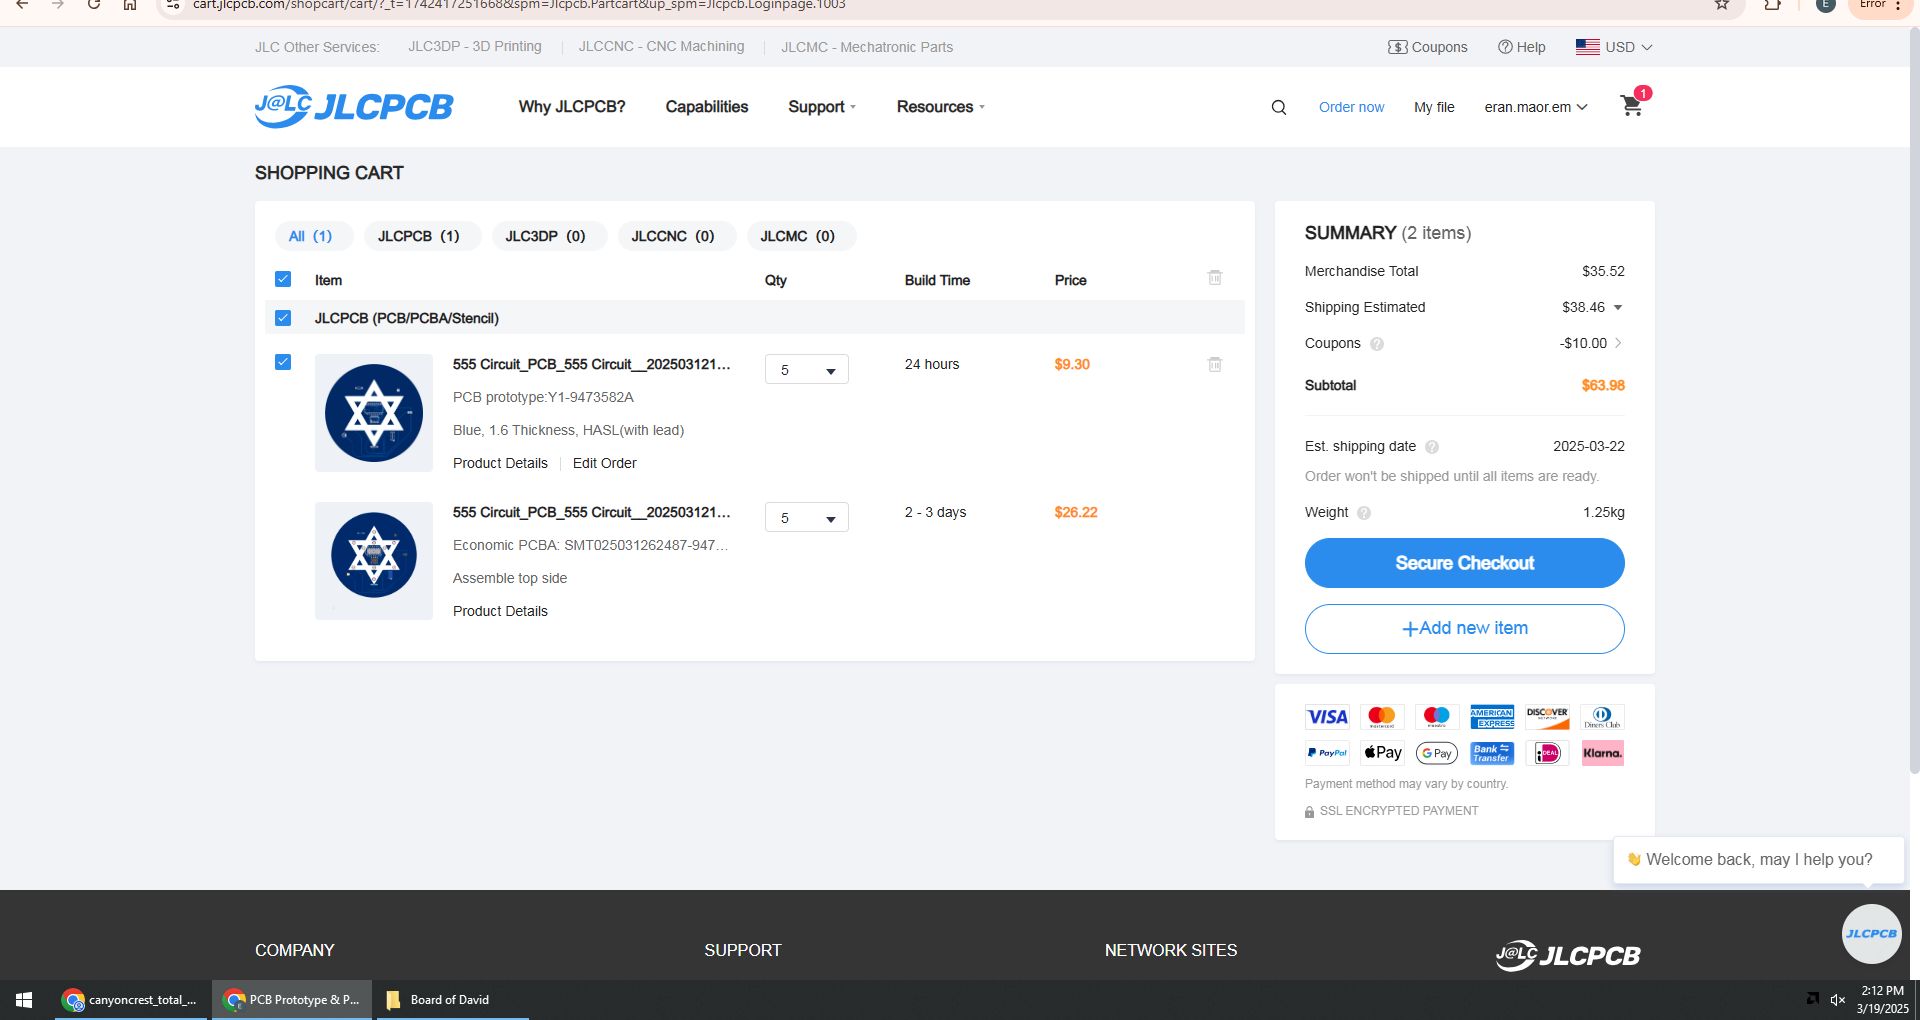 cart.jlcpcb.com/shopcart/cart/?_t=1742417251668&spm=Jlcpcb.Partcart&up_spm=Jlcpcb.Loginpage.1003
E
Error
JLC Other Services:
JLC3DP - 3D Printing
JLCCNC - CNC Machining
JLCMC - Mechatronic Parts
Coupons
Help
USD
J@LC JLCPCB
Why JLCPCB?
Capabilities
Support
Resources
Order now
My file
eran.maor.em
1
SHOPPING CART
All (1)
JLCPCB (1)
JLC3DP (0)
JLCCNC (0)
JLCMC (0)
Item
Qty
Build Time
Price
JLCPCB (PCB/PCBA/Stencil)
555 Circuit_PCB_555 Circuit__202503121...
5
24 hours
$9.30
PCB prototype:Y1-9473582A
Blue, 1.6 Thickness, HASL(with lead)
Product Details
Edit Order
555 Circuit_PCB_555 Circuit__202503121...
5
2 - 3 days
$26.22
Economic PCBA: SMT025031262487-947...
Assemble top side
Product Details
SUMMARY (2 items)
Merchandise Total
$35.52
Shipping Estimated
$38.46
Coupons
-$10.00
Subtotal
$63.98
Est. shipping date
2025-03-22
Order won't be shipped until all items are ready.
Weight
1.25kg
Secure Checkout
+Add new item
VISA
mastercard
maestro
AMERICAN EXPRESS
DISCOVER NETWORK
Diners Club
PayPal
Pay
G Pay
Bank Transfer
iDEAL
Klarna.
Payment method may vary by country.
SSL ENCRYPTED PAYMENT
👋 Welcome back, may I help you?
JLCPCB
COMPANY
SUPPORT
NETWORK SITES
J@LC JLCPCB
canyoncrest_total_...
PCB Prototype & P...
Board of David
2:12 PM
3/19/2025